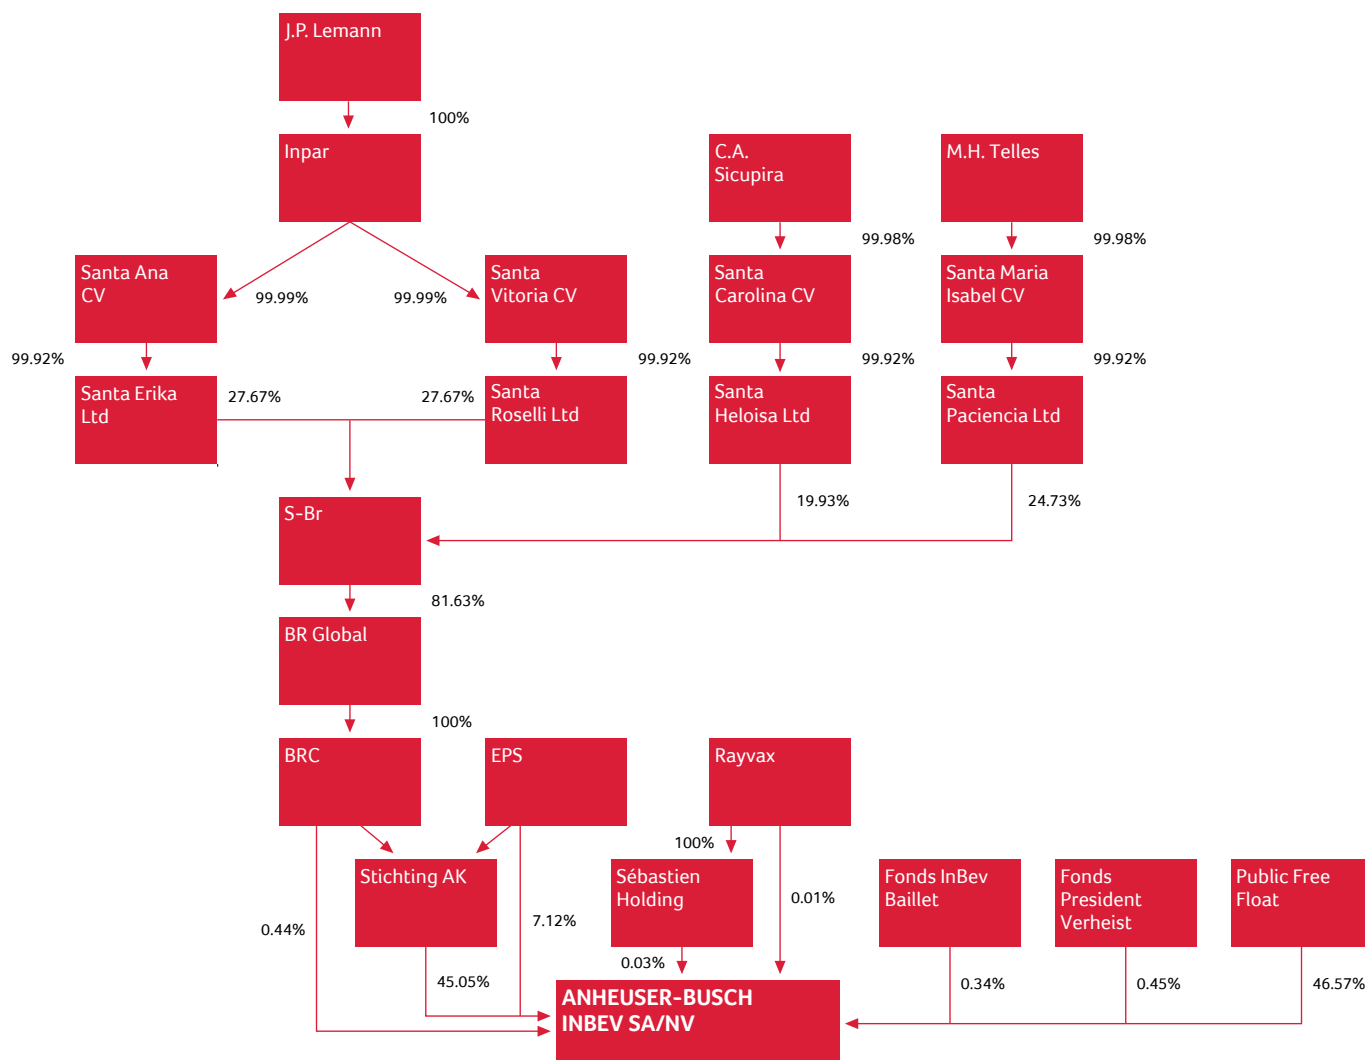 J.P. Lemann
100%
Inpar
C.A.
Sicupira
M.H. Telles
99.98%
99.98%
Santa Ana
CV
99.99%
99.99%
Santa
Vitoria CV
Santa
Carolina CV
Santa Maria
Isabel CV
99.92%
99.92%
99.92%
99.92%
Santa Erika
Ltd
27.67%
27.67%
Santa
Roselli Ltd
Santa
Heloisa Ltd
Santa
Paciencia Ltd
19.93%
24.73%
S-Br
81.63%
BR Global
100%
BRC
EPS
Rayvax
100%
Stichting AK
Sébastien
Holding
0.01%
Fonds InBev
Baillet
Fonds
President
Verheist
Public Free
Float
0.44%
7.12%
45.05%
0.03%
0.34%
0.45%
46.57%
ANHEUSER-BUSCH
INBEV SA/NV